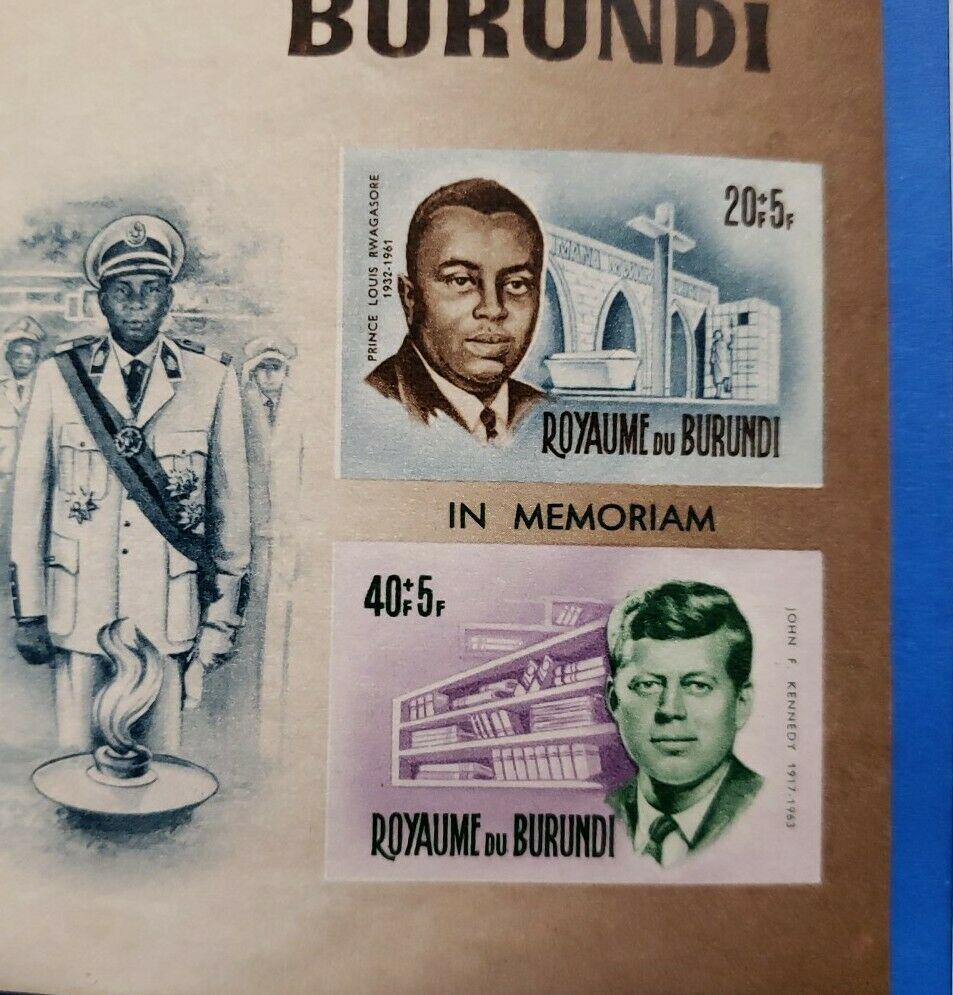 BURUNDI
PRINCE LOUIS RWAGASORE
1932-1961
20F+5F
ROYAUME DU BURUNDI
IN MEMORIAM
40F+5F
JOHN F. KENNEDY 1917-1963
ROYAUME DU BURUNDI